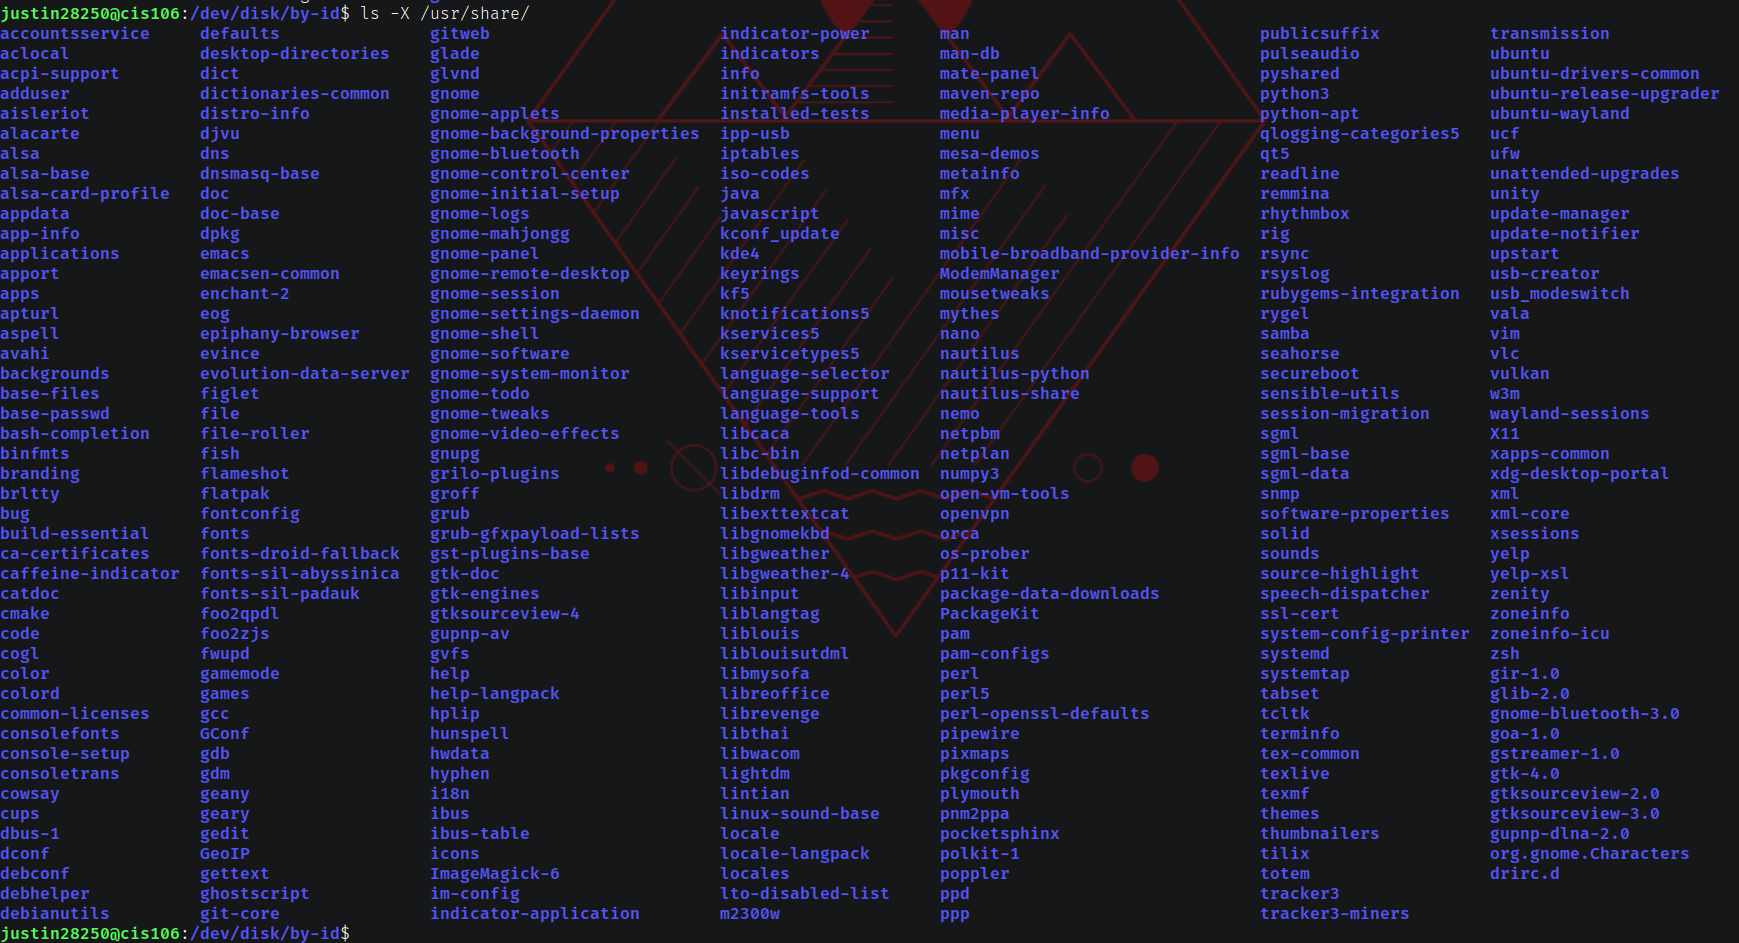 justin28250@cis106:/dev/disk/by-id$ ls -X /usr/share/
accountsservice defaults gitweb indicator-power man publicsuffix transmission
aclocal desktop-directories glade indicators man-db pulseaudio ubuntu
acpi-support dict glvnd info mate-panel pyshared ubuntu-drivers-common
adduser dictionaries-common gnome initramfs-tools maven-repo python3 ubuntu-release-upgrader
aisleriot distro-info gnome-applets installed-tests media-player-info python-apt ubuntu-wayland
alacarte djvu gnome-background-properties ipp-usb menu qlogging-categories5 ucf
alsa dns gnome-bluetooth iptables mesa-demos qt5 ufw
alsa-base dnsmasq-base gnome-control-center iso-codes metainfo readline unattended-upgrades
alsa-card-profile doc gnome-initial-setup java mfx remmina unity
appdata doc-base gnome-logs javascript mime rhythmbox update-manager
app-info dpkg gnome-mahjongg kconf_update misc rig update-notifier
applications emacs gnome-panel kde4 mobile-broadband-provider-info rsync upstart
apport emacsen-common gnome-remote-desktop keyrings ModemManager rsyslog usb-creator
apps enchant-2 gnome-session kf5 mousetweaks rubygems-integration usb_modeswitch
apturl eog gnome-settings-daemon knotifications5 mythes rygel vala
aspell epiphany-browser gnome-shell kservices5 nano samba vim
avahi evince gnome-software kservicetypes5 nautilus seahorse vlc
backgrounds evolution-data-server gnome-system-monitor language-selector nautilus-python secureboot vulkan
base-files figlet gnome-todo language-support nautilus-share sensible-utils w3m
base-passwd file gnome-tweaks language-tools nemo session-migration wayland-sessions
bash-completion file-roller gnome-video-effects libcaca netpbm sgml X11
binfmts fish gnupg libc-bin netplan sgml-base xapps-common
branding flameshot grilo-plugins libdebuginfod-common numpy3 sgml-data xdg-desktop-portal
brltty flatpak groff libdrm open-vm-tools snmp xml
bug fontconfig grub libexttextcat openvpn software-properties xml-core
build-essential fonts grub-gfxpayload-lists libgnomekbd orca solid xsessions
ca-certificates fonts-droid-fallback gst-plugins-base libgweather os-prober sounds yelp
caffeine-indicator fonts-sil-abyssinica gtk-doc libgweather-4 p11-kit source-highlight yelp-xsl
catdoc fonts-sil-padauk gtk-engines libinput package-data-downloads speech-dispatcher zenity
cmake foo2qpdl gtksourceview-4 liblangtag PackageKit ssl-cert zoneinfo
code foo2zjs gupnp-av liblouis pam system-config-printer zoneinfo-icu
cogl fwupd gvfs liblouisutdml pam-configs systemd zsh
color gamemode help libmysofa perl systemtap gir-1.0
colord games help-langpack libreoffice perl5 tabset glib-2.0
common-licenses gcc hplip librevenge perl-openssl-defaults tcltk gnome-bluetooth-3.0
consolefonts GConf hunspell libthai pipewire terminfo goa-1.0
console-setup gdb hwdata libwacom pixmaps tex-common gstreamer-1.0
consoletrans gdm hyphen lightdm pkgconfig texlive gtk-4.0
cowsay geany i18n lintian plymouth texmf gtksourceview-2.0
cups geary ibus linux-sound-base pnm2ppa themes gtksourceview-3.0
dbus-1 gedit ibus-table locale pocketsphinx thumbnailers gupnp-dlna-2.0
dconf GeoIP icons locale-langpack polkit-1 tilix org.gnome.Characters
debconf gettext ImageMagick-6 locales poppler totem drirc.d
debhelper ghostscript im-config lto-disabled-list ppd tracker3
debianutils git-core indicator-application m2300w ppp tracker3-miners
justin28250@cis106:/dev/disk/by-id$